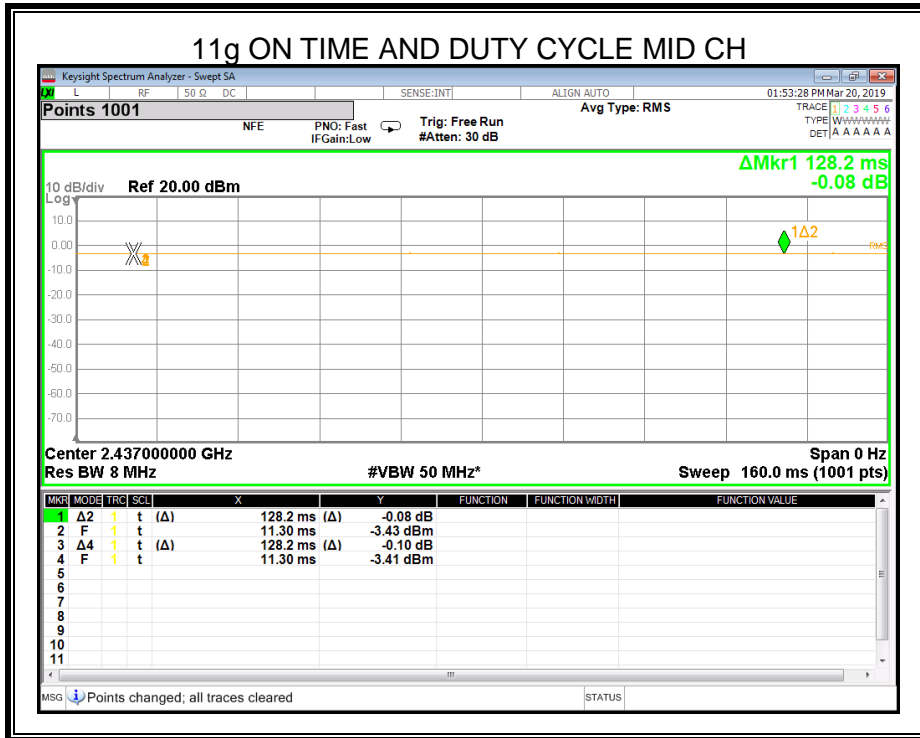 11g ON TIME AND DUTY CYCLE MID CH
Keysight Spectrum Analyzer - Swept SA
LXI L RF 50 Ω DC SENSE:INT ALIGN AUTO 01:53:28 PM Mar 20, 2019
Points 1001
NFE
PNO: Fast
IFGain:Low
Trig: Free Run
#Atten: 30 dB
Avg Type: RMS
TRACE 1 2 3 4 5 6
TYPE WWWWWW
DET A A A A A A
ΔMkr1 128.2 ms
-0.08 dB
10 dB/div Ref 20.00 dBm
Log
10.0
0.00
-10.0
-20.0
-30.0
-40.0
-50.0
-60.0
-70.0
1Δ2
RMS
Center 2.437000000 GHz Span 0 Hz
Res BW 8 MHz #VBW 50 MHz* Sweep 160.0 ms (1001 pts)
MKR MODE TRC SCL X Y FUNCTION FUNCTION WIDTH FUNCTION VALUE
1 Δ2 1 t (Δ) 128.2 ms (Δ) -0.08 dB
2 F 1 t 11.30 ms -3.43 dBm
3 Δ4 1 t (Δ) 128.2 ms (Δ) -0.10 dB
4 F 1 t 11.30 ms -3.41 dBm
5
6
7
8
9
10
11
MSG Points changed; all traces cleared STATUS